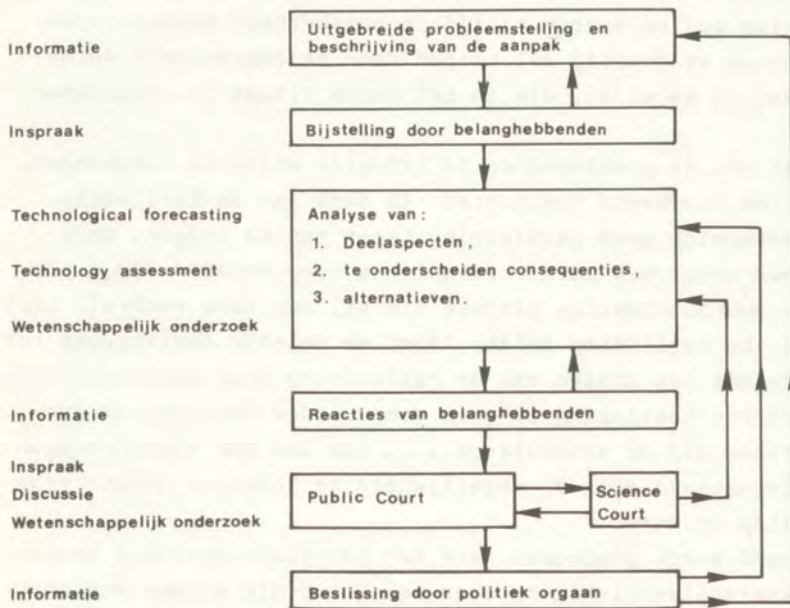 Informatie
Uitgebreide probleemstelling en
beschrijving van de aanpak
Inspraak
Bijstelling door belanghebbenden
Technological forecasting
Technology assessment
Wetenschappelijk onderzoek
Analyse van:
1. Deelaspecten,
2. te onderscheiden consequenties,
3. alternatieven.
Informatie
Reacties van belanghebbenden
Inspraak
Discussie
Wetenschappelijk onderzoek
Public Court
Science
Court
Informatie
Beslissing door politiek orgaan